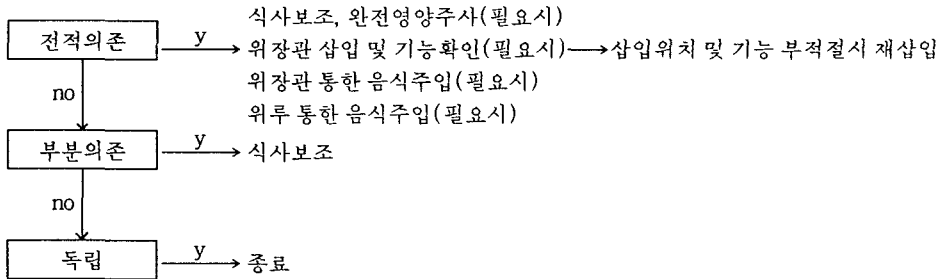 식사보조, 완전영양주사(필요시)
전적의존 y 위장관 삽입 및 기능확인(필요시) 삽입위치 및 기능 부적절시 재삽입
위장관 통한 음식주입(필요시)
no
위루 통한 음식주입(필요시)
부분의존 y 식사보조
no
독립 y 종료